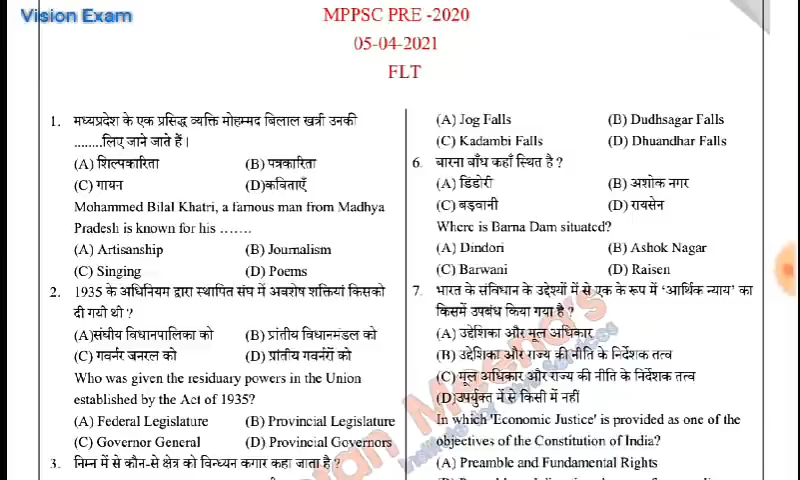 Vision Exam
MPPSC PRE -2020
05-04-2021
FLT
1. मध्यप्रदेश के एक प्रसिद्ध व्यक्ति मोहम्मद बिलाल खत्री उनकी
........लिए जाने जाते हैं।
(A) शिल्पकारिता (B) पत्रकारिता
(C) गायन (D)कविताएँ
Mohammed Bilal Khatri, a famous man from Madhya
Pradesh is known for his …….
(A) Artisanship (B) Journalism
(C) Singing (D) Poems
2. 1935 के अधिनियम द्वारा स्थापित संघ में अवशेष शक्तियां किसको
दी गयी थी ?
(A)संघीय विधानपालिका को (B) प्रांतीय विधानमंडल को
(C) गवर्नर जनरल को (D) प्रांतीय गवर्नरों को
Who was given the residuary powers in the Union
established by the Act of 1935?
(A) Federal Legislature (B) Provincial Legislature
(C) Governor General (D) Provincial Governors
3. निम्न में से कौन-से क्षेत्र को विन्ध्यन कगार कहा जाता है ?
(A) Jog Falls (B) Dudhsagar Falls
(C) Kadambi Falls (D) Dhuandhar Falls
6. बारना बाँध कहाँ स्थित है ?
(A) डिंडोरी (B) अशोक नगर
(C) बड़वानी (D) रायसेन
Where is Barna Dam situated?
(A) Dindori (B) Ashok Nagar
(C) Barwani (D) Raisen
7. भारत के संविधान के उद्देश्यों में से एक के रूप में ‘आर्थिक न्याय’ का
किसमें उपबंध किया गया है ?
(A) उद्देशिका और मूल अधिकार
(B) उद्देशिका और राज्य की नीति के निर्देशक तत्व
(C) मूल अधिकार और राज्य की नीति के निर्देशक तत्व
(D)उपर्युक्त में से किसी में नहीं
In which 'Economic Justice' is provided as one of the
objectives of the Constitution of India?
(A) Preamble and Fundamental Rights